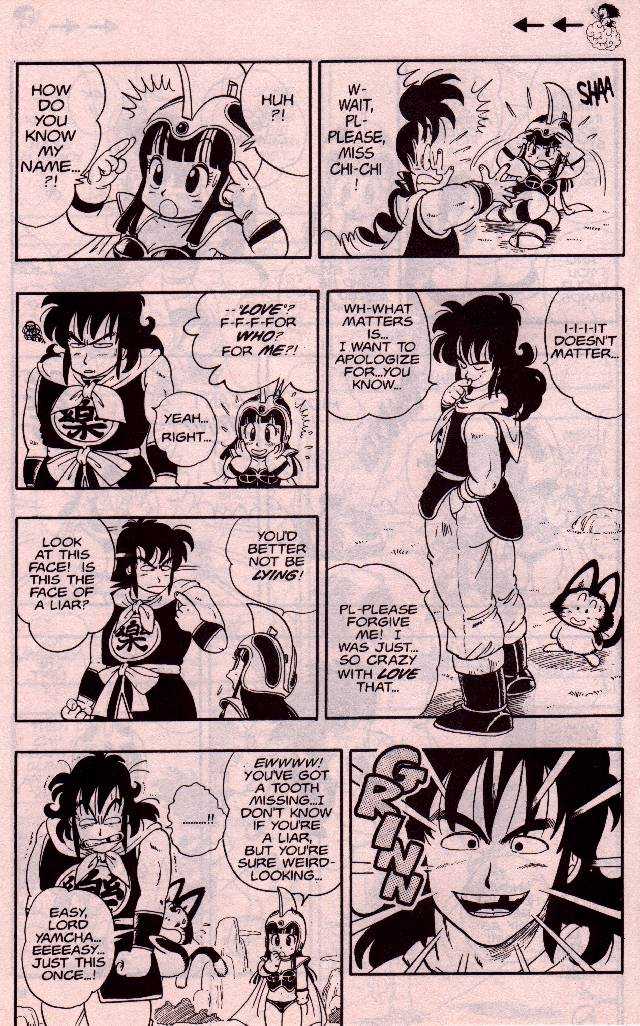 SHAA
W-
WAIT,
PL-
PLEASE,
MISS
CHI-CHI
!
HUH
?!
HOW
DO
YOU
KNOW
MY
NAME...
?!
I-I-I-IT
DOESN'T
MATTER...
WH-WHAT
MATTERS
IS...
I WANT TO
APOLOGIZE
FOR...YOU
KNOW...
PL-PLEASE
FORGIVE
ME! I
WAS JUST...
SO CRAZY
WITH LOVE
THAT...
--"LOVE"?
F-F-F-FOR
WHO?
FOR ME?!
YEAH...
RIGHT...
樂
YOU'D
BETTER
NOT BE
LYING!
LOOK
AT THIS
FACE! IS
THIS THE
FACE OF
A LIAR?
樂
GRINNN
EWWWW!
YOU'VE GOT
A TOOTH
MISSING...I
DON'T KNOW
IF YOU'RE
A LIAR,
BUT YOU'RE
SURE WEIRD-
LOOKING...
..........!!
EASY,
LORD
YAMCHA...
EEEEASY...
JUST THIS
ONCE...!